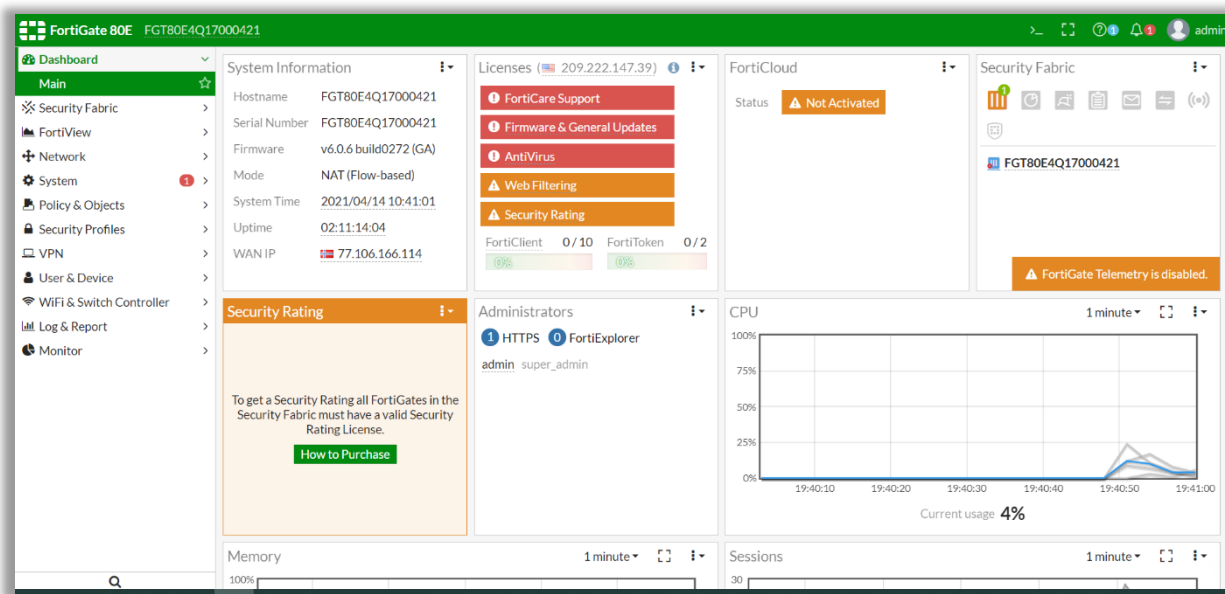 FortiGate 80E FGT80E4Q17000421
>_ 1 1 admin
Dashboard
Main
Security Fabric
FortiView
Network
System 1
Policy & Objects
Security Profiles
VPN
User & Device
WiFi & Switch Controller
Log & Report
Monitor
System Information
Hostname FGT80E4Q17000421
Serial Number FGT80E4Q17000421
Firmware v6.0.6 build0272 (GA)
Mode NAT (Flow-based)
System Time 2021/04/14 10:41:01
Uptime 02:11:14:04
WAN IP 77.106.166.114
Licenses ( 209.222.147.39)
FortiCare Support
Firmware & General Updates
AntiVirus
Web Filtering
Security Rating
FortiClient 0/10 FortiToken 0/2
0% 0%
FortiCloud
Status Not Activated
Security Fabric
1
FGT80E4Q17000421
FortiGate Telemetry is disabled.
Security Rating
To get a Security Rating all FortiGates in the
Security Fabric must have a valid Security
Rating License.
How to Purchase
Administrators
1 HTTPS 0 FortiExplorer
admin super_admin
CPU 1 minute
100%
75%
50%
25%
0%
19:40:10 19:40:20 19:40:30 19:40:40 19:40:50 19:41:00
Current usage 4%
Memory 1 minute
100%
Sessions 1 minute
30